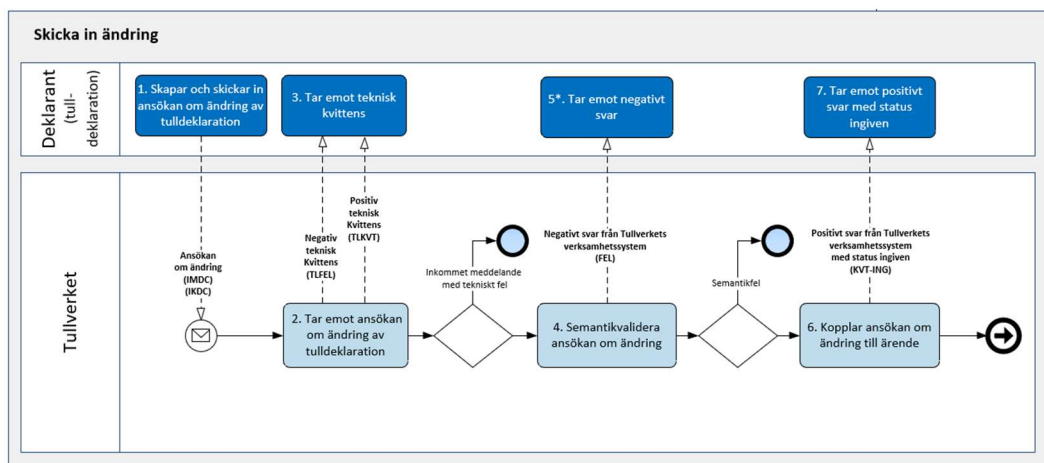 Skicka in ändring
Deklarant
(tull-
deklaration)
1. Skapar och skickar in
ansökan om ändring av
tulldeklaration
3. Tar emot teknisk
kvittens
5*. Tar emot negativt
svar
7. Tar emot positivt
svar med status
ingiven
Tullverket
Ansökan
om ändring
(IMDC)
(IKDC)
Negativ
teknisk
Kvittens
(TLFEL)
Positiv
teknisk
Kvittens
(TLKVT)
Inkommet meddelande
med tekniskt fel
Negativt svar från Tullverkets
verksamhetssystem
(FEL)
Semantikfel
Positivt svar från Tullverkets
verksamhetssystem
med status ingiven
(KVT-ING)
2. Tar emot ansökan
om ändring av
tulldeklaration
4. Semantikvalidera
ansökan om ändring
6. Kopplar ansökan om
ändring till ärende